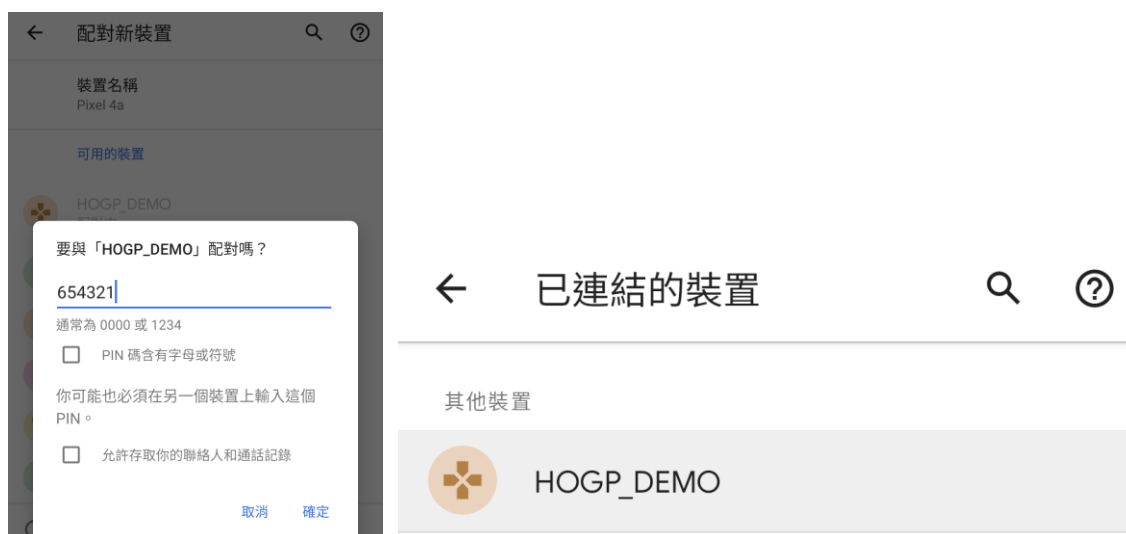 配對新裝置
裝置名稱
Pixel 4a
可用的裝置
HOGP_DEMO
要與「HOGP_DEMO」配對嗎？
654321
通常為 0000 或 1234
PIN 碼含有字母或符號
你可能也必須在另一個裝置上輸入這個
PIN。
允許存取你的聯絡人和通話記錄
取消 確定
已連結的裝置
其他裝置
HOGP_DEMO